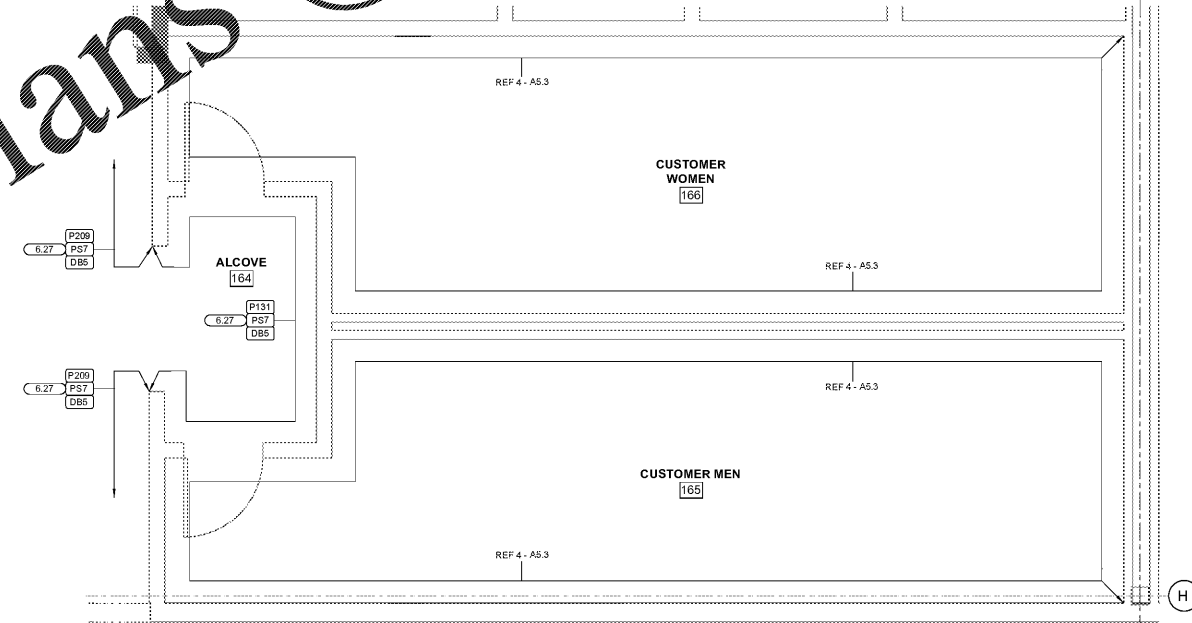 REF 4 - A5.3
CUSTOMER
WOMEN
166
P209
6.27 PS7
DB5
ALCOVE
164
REF 4 - A5.3
P131
6.27 PS7
DB5
P209
6.27 PS7
DB5
REF 4 - A5.3
CUSTOMER MEN
165
REF 4 - A5.3
H